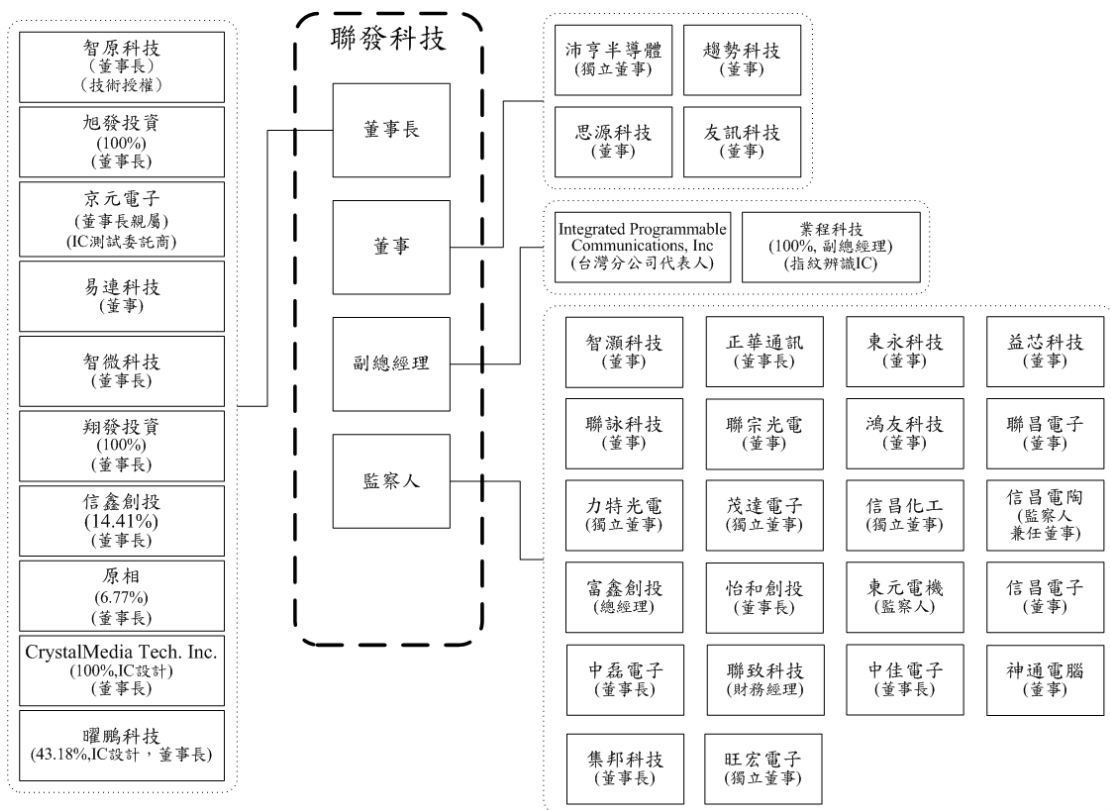 智原科技
(董事長)
(技術授權)
旭發投資
(100%)
(董事長)
京元電子
(董事長親屬)
(IC測試委託商)
易連科技
(董事)
智微科技
(董事長)
翔發投資
(100%)
(董事長)
信鑫創投
(14.41%)
(董事長)
原相
(6.77%)
(董事長)
CrystalMedia Tech. Inc.
(100%,IC設計)
(董事長)
曜鵬科技
(43.18%,IC設計，董事長)
聯發科技
董事長
董事
副總經理
監察人
沛亨半導體
(獨立董事)
趨勢科技
(董事)
思源科技
(董事)
友訊科技
(董事)
Integrated Programmable
Communications, Inc
(台灣分公司代表人)
業程科技
(100%, 副總經理)
(指紋辨識IC)
智灝科技
(董事)
正華通訊
(董事長)
東永科技
(董事)
益芯科技
(董事)
聯詠科技
(董事)
聯宗光電
(董事)
鴻友科技
(董事)
聯昌電子
(董事)
力特光電
(獨立董事)
茂達電子
(獨立董事)
信昌化工
(獨立董事)
信昌電陶
(監察人
兼任董事)
富鑫創投
(總經理)
怡和創投
(董事長)
東元電機
(監察人)
信昌電子
(董事)
中磊電子
(董事長)
聯致科技
(財務經理)
中佳電子
(董事長)
神通電腦
(董事)
集邦科技
(董事長)
旺宏電子
(獨立董事)